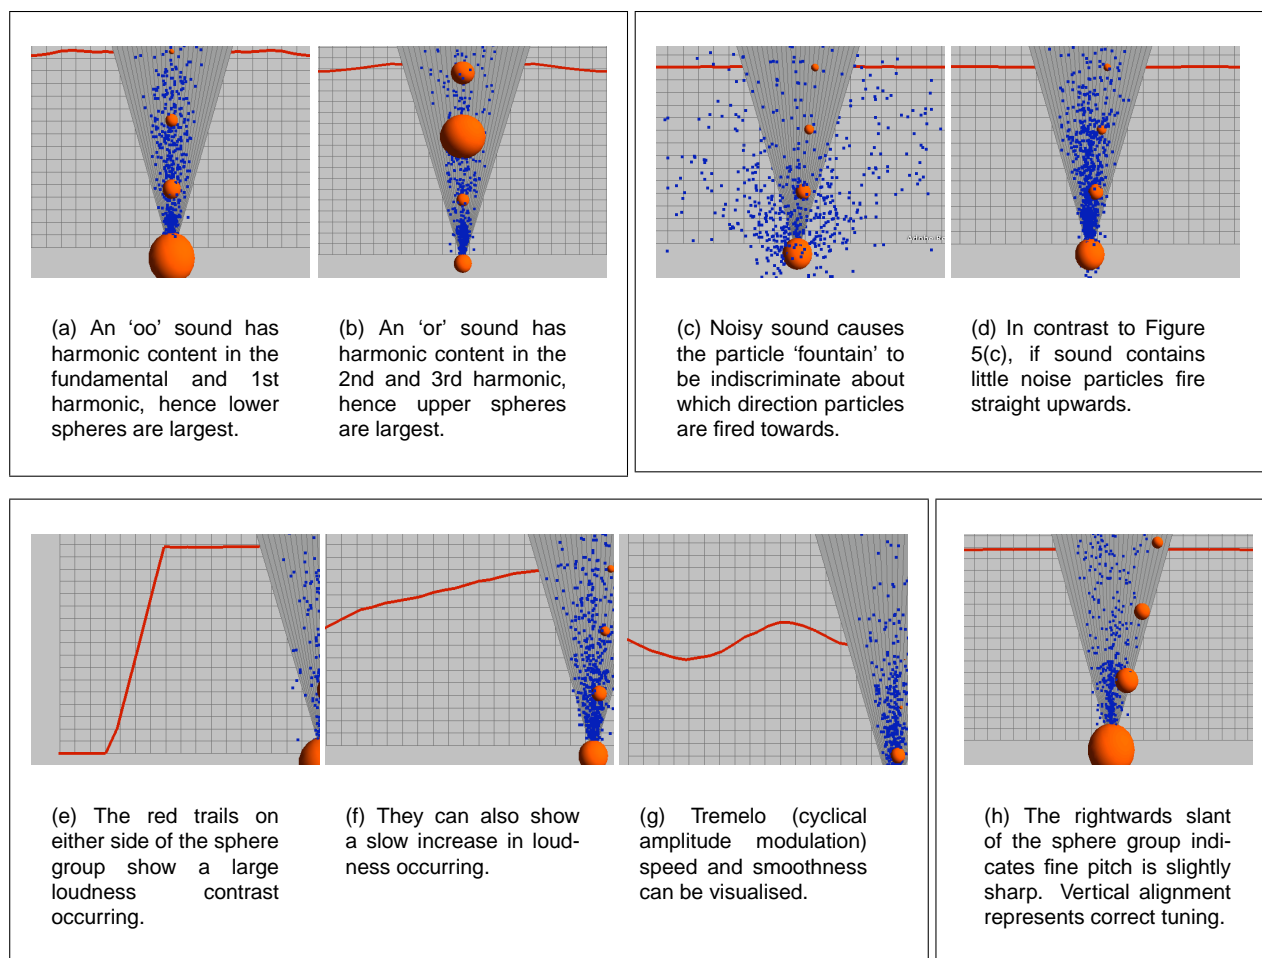 Adobe Re
(a) An ‘oo’ sound has
harmonic content in the
fundamental and 1st
harmonic, hence lower
spheres are largest.
(b) An ‘or’ sound has
harmonic content in the
2nd and 3rd harmonic,
hence upper spheres
are largest.
(c) Noisy sound causes
the particle ‘fountain’ to
be indiscriminate about
which direction particles
are fired towards.
(d) In contrast to Figure
5(c), if sound contains
little noise particles fire
straight upwards.
(e) The red trails on
either side of the sphere
group show a large
loudness contrast
occurring.
(f) They can also show
a slow increase in loud-
ness occurring.
(g) Tremelo (cyclical
amplitude modulation)
speed and smoothness
can be visualised.
(h) The rightwards slant
of the sphere group indi-
cates fine pitch is slightly
sharp. Vertical alignment
represents correct tuning.